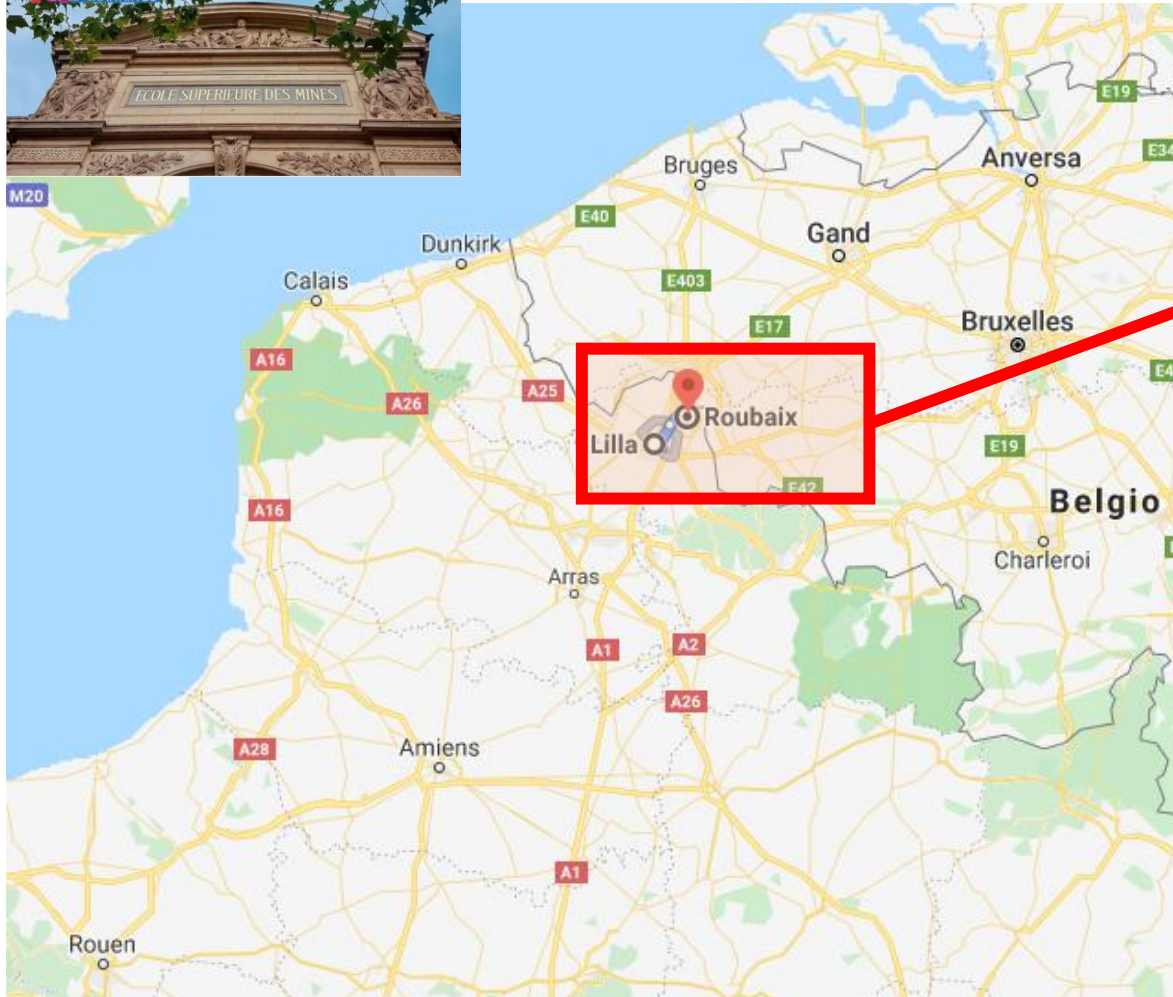 ECOLE SUPERIEURE DES MINES
E19
Bruges
Anversa
E34
M20
E40
Dunkirk
Gand
Calais
E403
E17
Bruxelles
A16
A25
A26
Roubaix
Lilla
E19
E42
A16
Belgio
Charleroi
Arras
A1
A2
A26
A28
Amiens
A1
Rouen